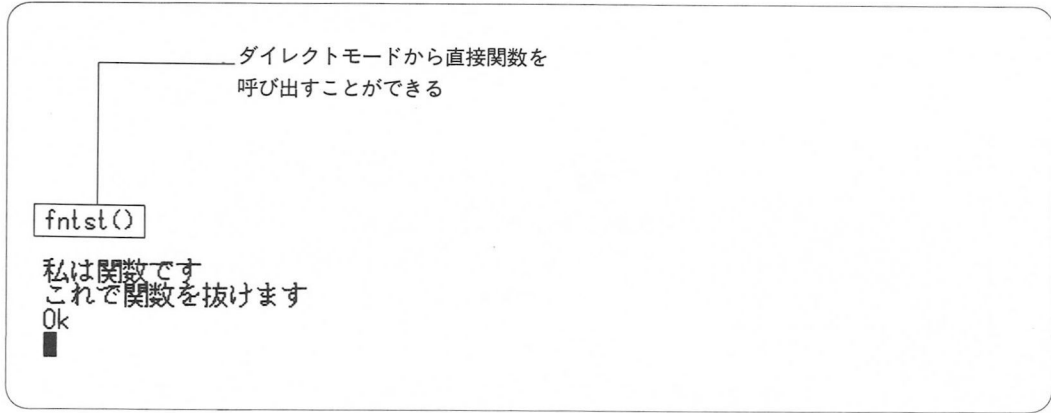 ダイレクトモードから直接関数を
呼び出すことができる
fntst()
私は関数です
これで関数を抜けます
Ok